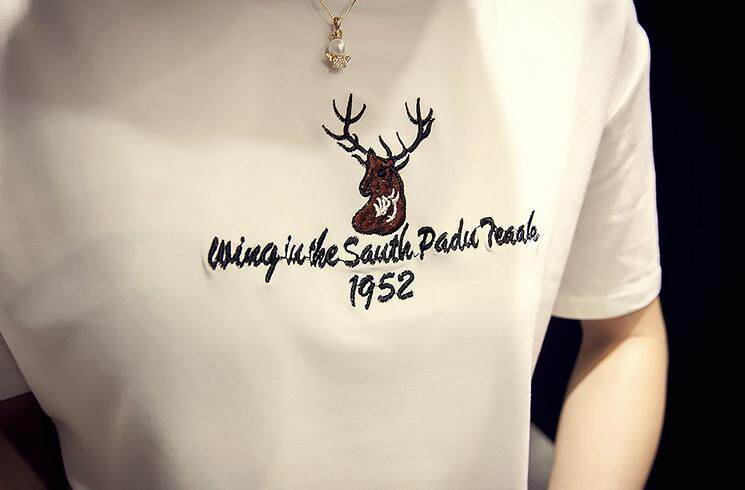 Wing in the Sauth Padu Teaale
1952